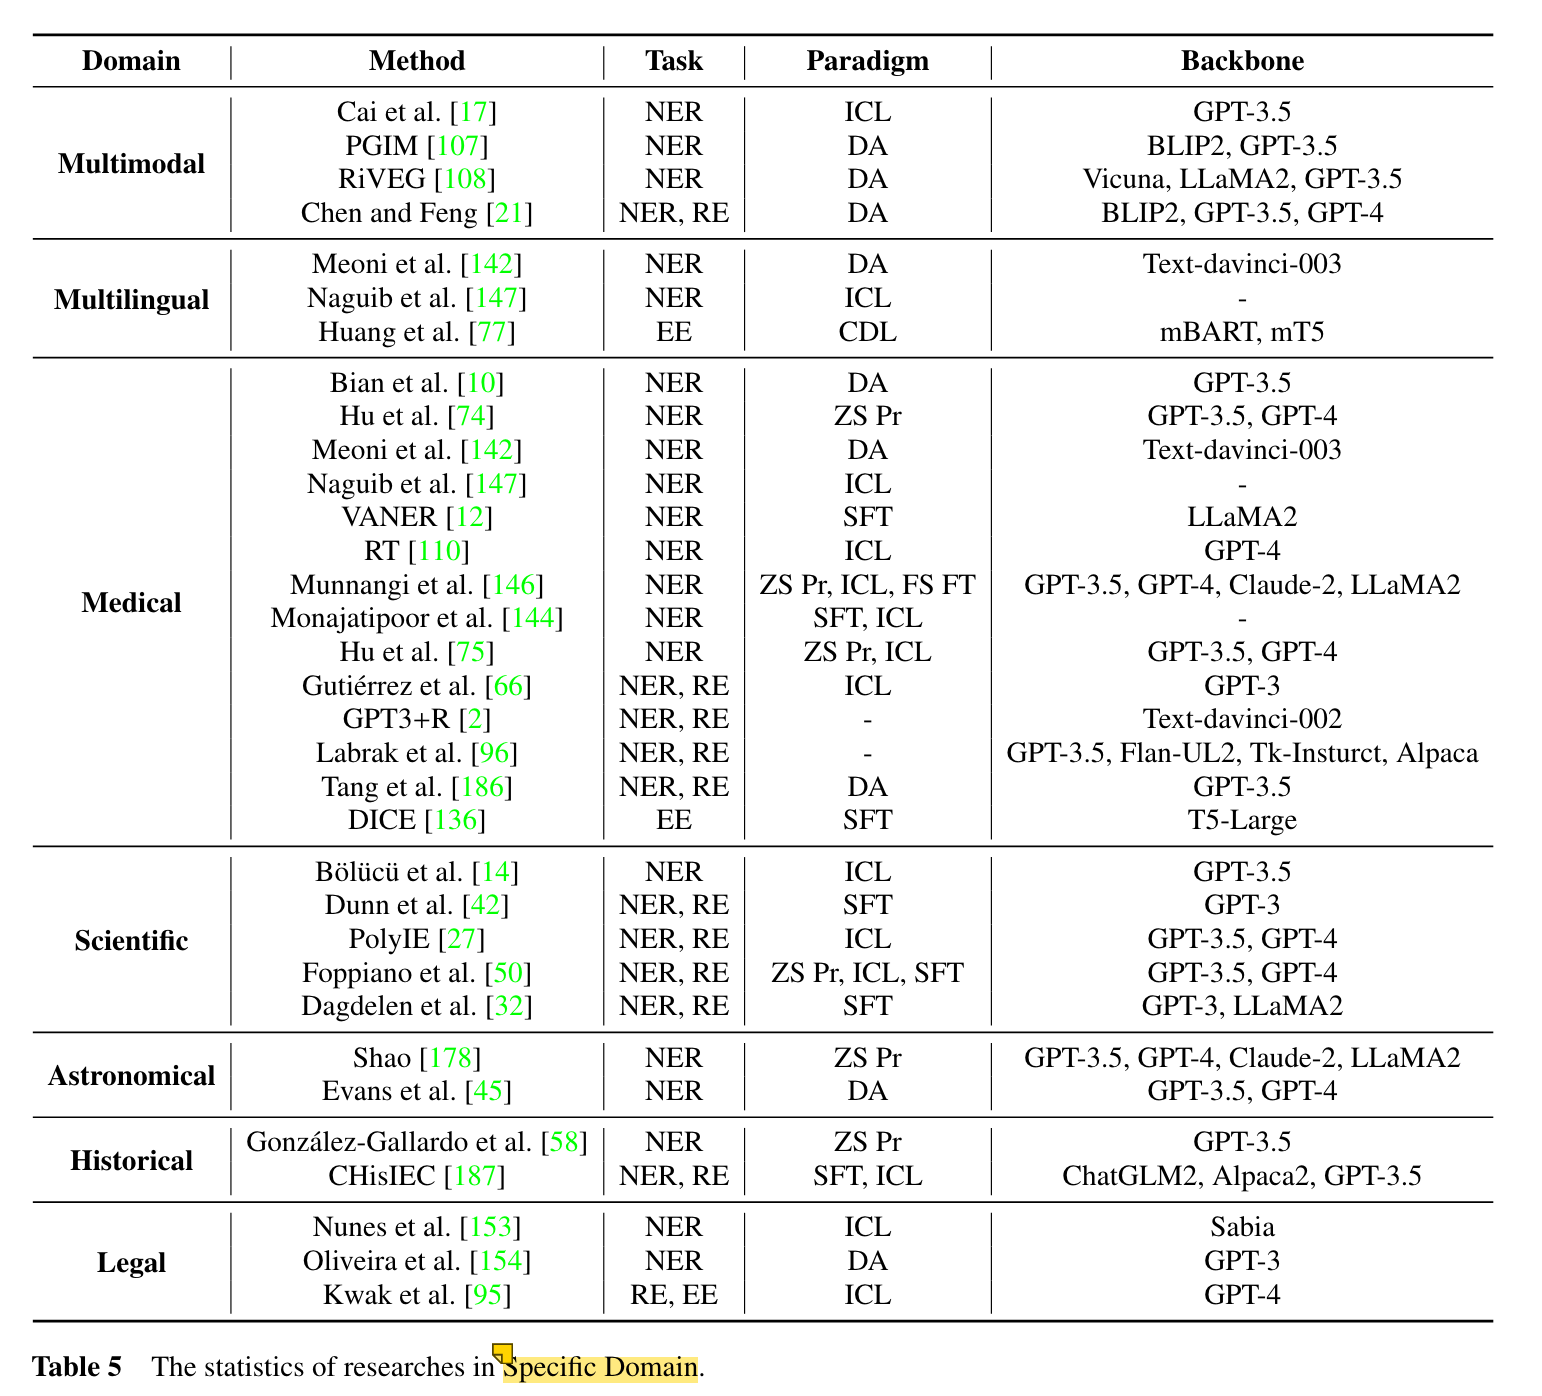 Domain Method Task Paradigm Backbone
Multimodal
Cai et al. [17] NER ICL GPT-3.5
PGIM [107] NER DA BLIP2, GPT-3.5
RiVEG [108] NER DA Vicuna, LLaMA2, GPT-3.5
Chen and Feng [21] NER, RE DA BLIP2, GPT-3.5, GPT-4
Multilingual
Meoni et al. [142] NER DA Text-davinci-003
Naguib et al. [147] NER ICL -
Huang et al. [77] EE CDL mBART, mT5
Medical
Bian et al. [10] NER DA GPT-3.5
Hu et al. [74] NER ZS Pr GPT-3.5, GPT-4
Meoni et al. [142] NER DA Text-davinci-003
Naguib et al. [147] NER ICL -
VANER [12] NER SFT LLaMA2
RT [110] NER ICL GPT-4
Munnangi et al. [146] NER ZS Pr, ICL, FS FT GPT-3.5, GPT-4, Claude-2, LLaMA2
Monajatipoor et al. [144] NER SFT, ICL -
Hu et al. [75] NER ZS Pr, ICL GPT-3.5, GPT-4
Gutiérrez et al. [66] NER, RE ICL GPT-3
GPT3+R [2] NER, RE - Text-davinci-002
Labrak et al. [96] NER, RE - GPT-3.5, Flan-UL2, Tk-Insturct, Alpaca
Tang et al. [186] NER, RE DA GPT-3.5
DICE [136] EE SFT T5-Large
Scientific
Bölücü et al. [14] NER ICL GPT-3.5
Dunn et al. [42] NER, RE SFT GPT-3
PolyIE [27] NER, RE ICL GPT-3.5, GPT-4
Foppiano et al. [50] NER, RE ZS Pr, ICL, SFT GPT-3.5, GPT-4
Dagdelen et al. [32] NER, RE SFT GPT-3, LLaMA2
Astronomical
Shao [178] NER ZS Pr GPT-3.5, GPT-4, Claude-2, LLaMA2
Evans et al. [45] NER DA GPT-3.5, GPT-4
Historical
González-Gallardo et al. [58] NER ZS Pr GPT-3.5
CHisIEC [187] NER, RE SFT, ICL ChatGLM2, Alpaca2, GPT-3.5
Legal
Nunes et al. [153] NER ICL Sabia
Oliveira et al. [154] NER DA GPT-3
Kwak et al. [95] RE, EE ICL GPT-4
Table 5 The statistics of researches in Specific Domain.